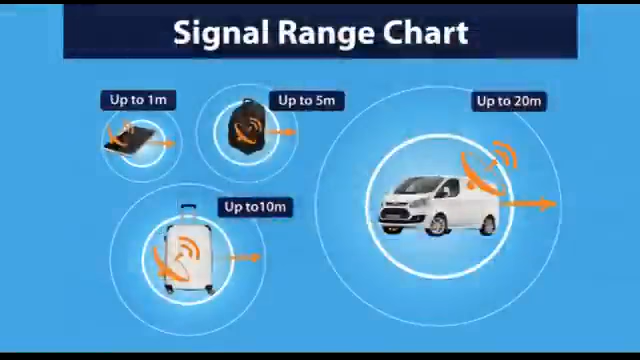 Signal Range Chart
Up to 1m
Up to 5m
Up to 20m
Up to10m